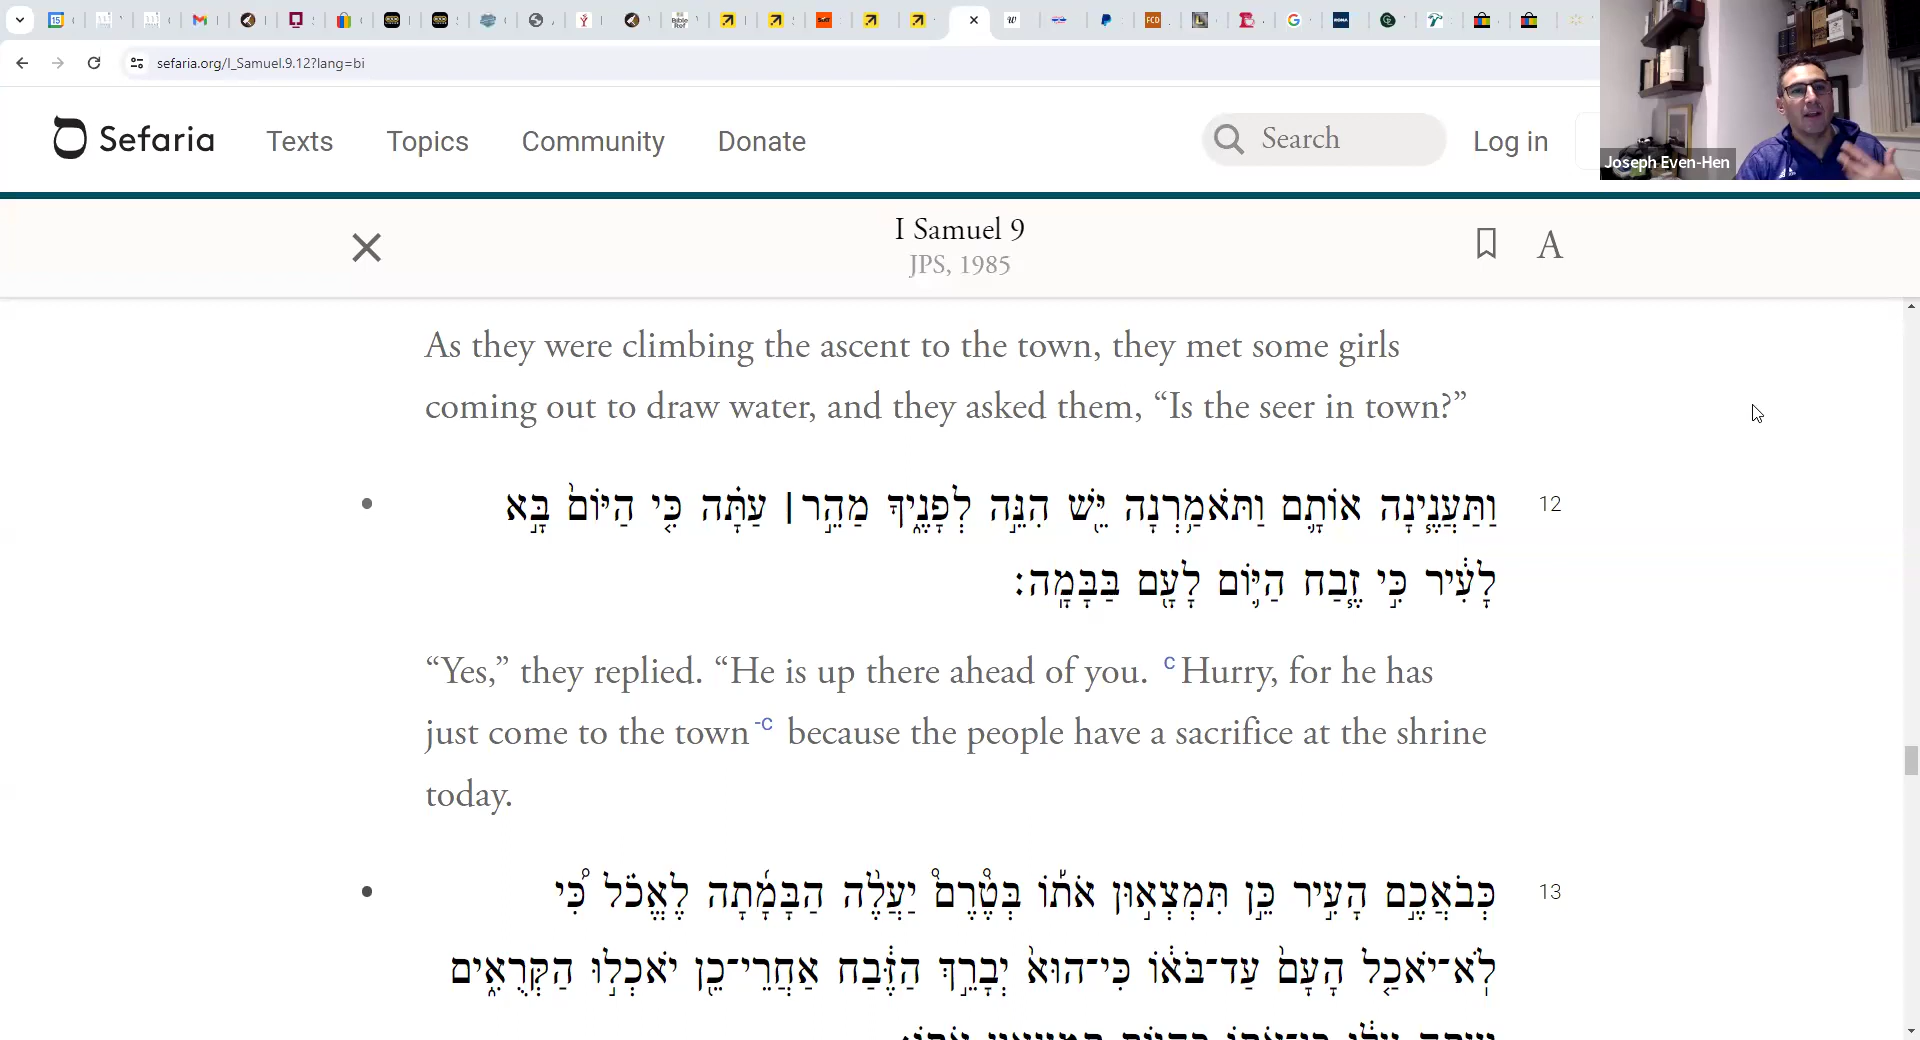 15
sefaria.org/I_Samuel.9.12?lang=bi
Sefaria Texts Topics Community Donate Search Log in
Joseph Even-Hen
I Samuel 9
JPS, 1985
A
As they were climbing the ascent to the town, they met some girls
coming out to draw water, and they asked them, “Is the seer in town?”
12
וַתַּעֲנֶ֧ינָה אוֹתָ֛ם וַתֹּאמַ֥רְנָה יֵּ֖שׁ הִנֵּ֣ה לְפָנֶ֑יךָ מַהֵ֣ר ׀ עַתָּ֗ה כִּ֤י הַיּוֹם֙ בָּ֣א
לָעִ֔יר כִּ֣י זֶ֧בַח הַיּ֛וֹם לָעָ֖ם בַּבָּמָֽה׃
“Yes,” they replied. “He is up there ahead of you. c Hurry, for he has
just come to the town -c because the people have a sacrifice at the shrine
today.
13
כְּבֹאֲכֶ֣ם הָעִ֣יר כֵּ֣ן תִּמְצְא֣וּן אֹת֡וֹ בְּטֶ֩רֶם֩ יַעֲלֶ֨ה הַבָּמָ֜תָה לֶאֱכֹ֗ל כִּ֠י
לֹֽא־יֹאכַ֤ל הָעָם֙ עַד־בֹּא֔וֹ כִּי־הוּא֙ יְבָרֵ֣ךְ הַזֶּ֔בַח אַחֲרֵי־כֵ֖ן יֹאכְל֣וּ הַקְּרֻאִ֑ים